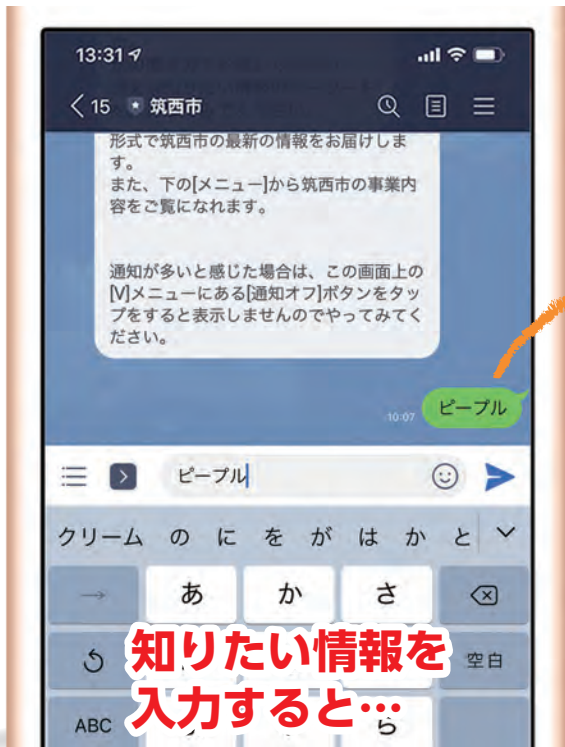 13:31
15 筑西市
形式で筑西市の最新の情報をお届けしま
す。
また、下の[メニュー]から筑西市の事業内
容をご覧になれます。
通知が多いと感じた場合は、この画面上の
[V]メニューにある[通知オフ]ボタンをタッ
プをすると表示しませんのでやってみてく
ださい。
10:07 ピープル
ピープル
クリーム の に を が は か と
→ あ か さ
知りたい情報を
空白
入力すると…
ABC ら